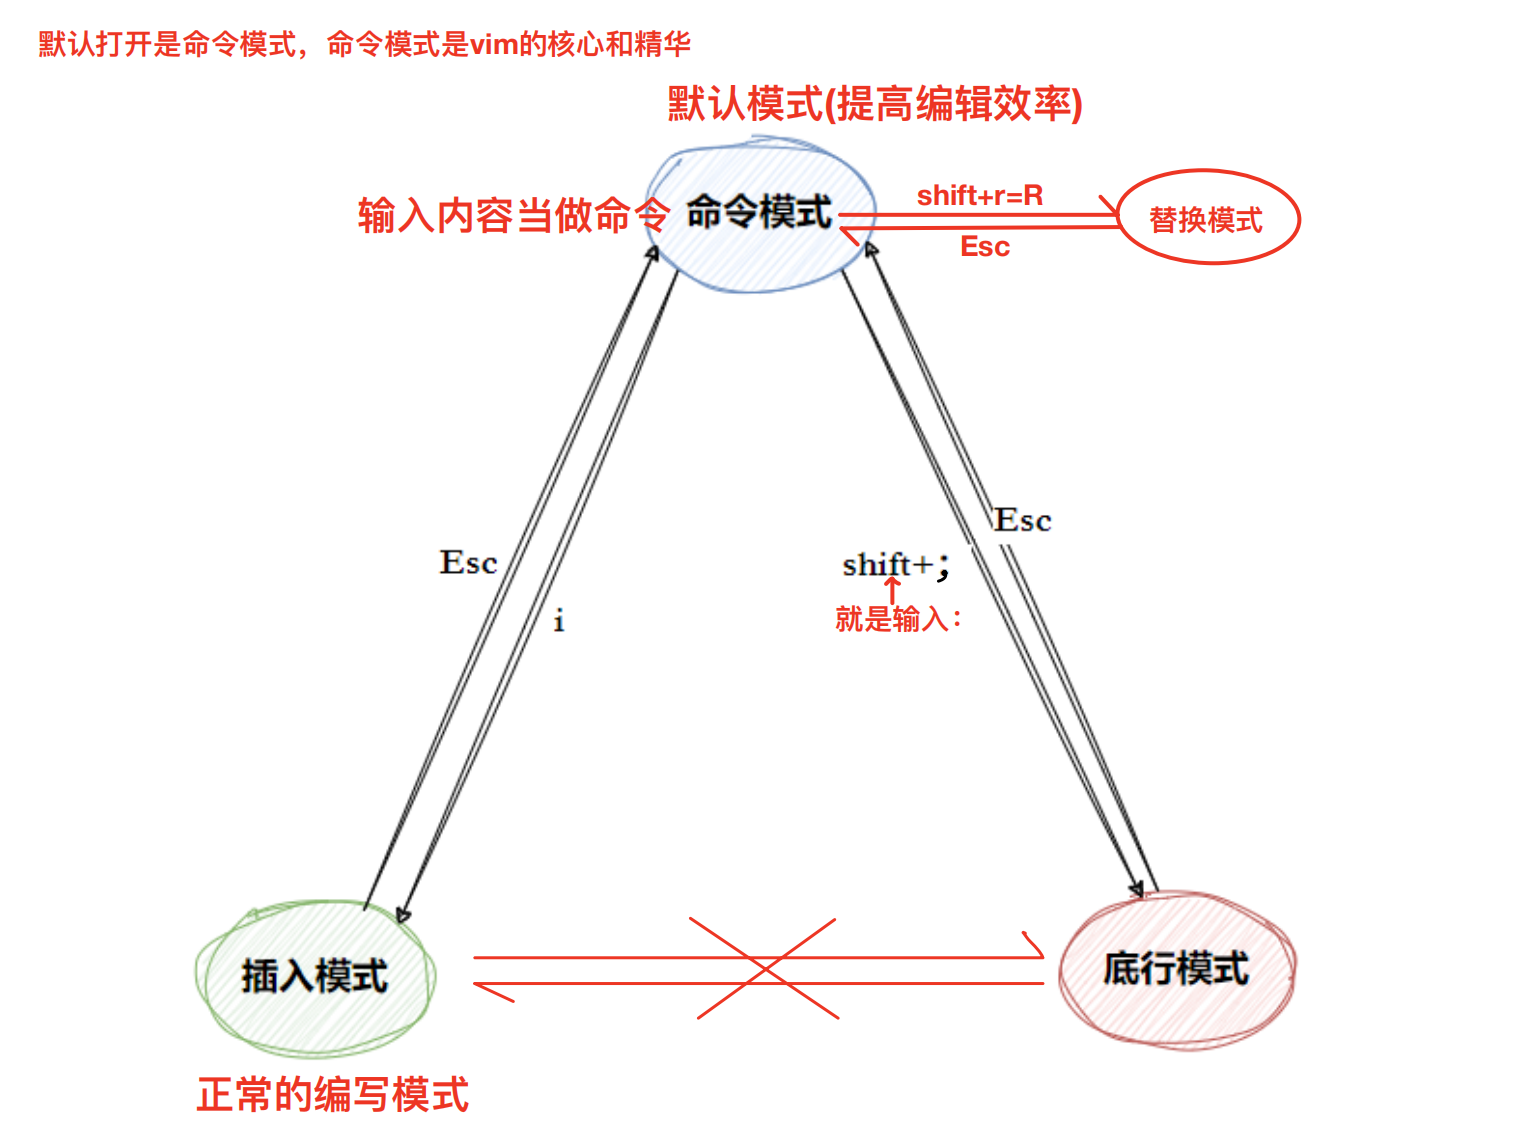 默认打开是命令模式，命令模式是vim的核心和精华
默认模式(提高编辑效率)
输入内容当做命令
命令模式
shift+r=R
Esc
替换模式
Esc
i
Esc
shift+；
就是输入：
插入模式
底行模式
正常的编写模式